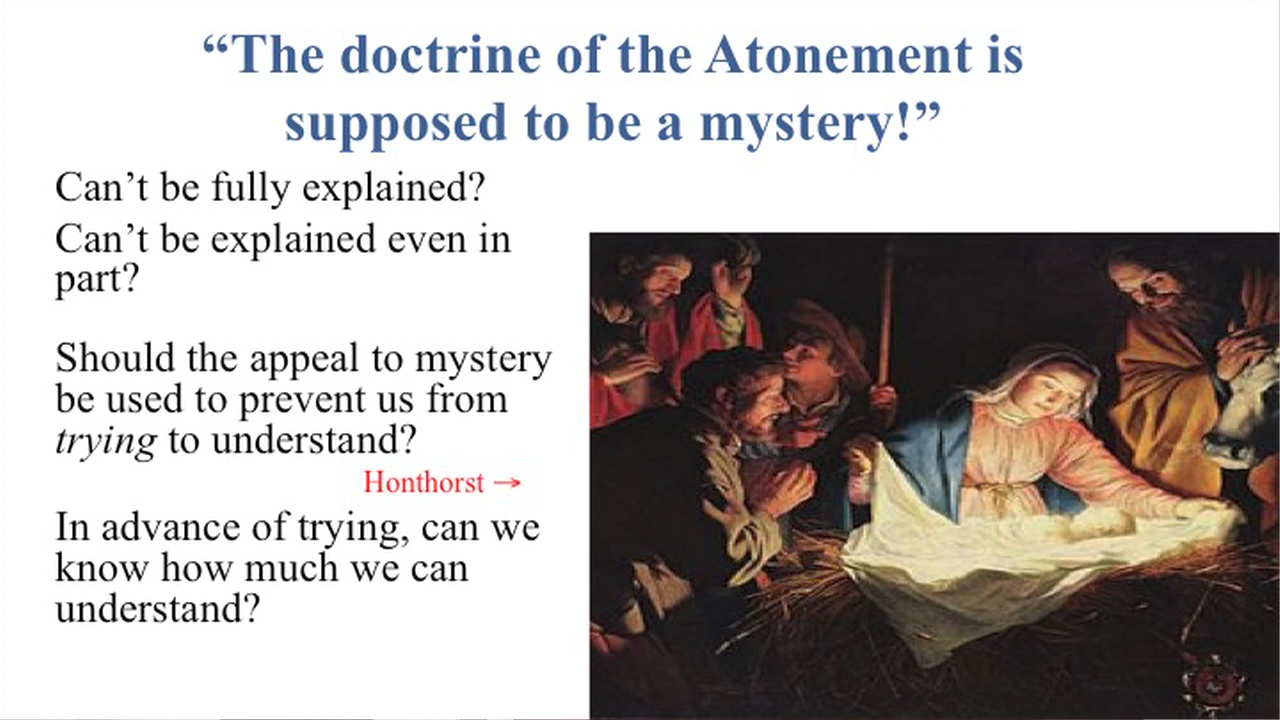 “The doctrine of the Atonement is
supposed to be a mystery!”
Can’t be fully explained?
Can’t be explained even in
part?
Should the appeal to mystery
be used to prevent us from
trying to understand?
Honthorst →
In advance of trying, can we
know how much we can
understand?